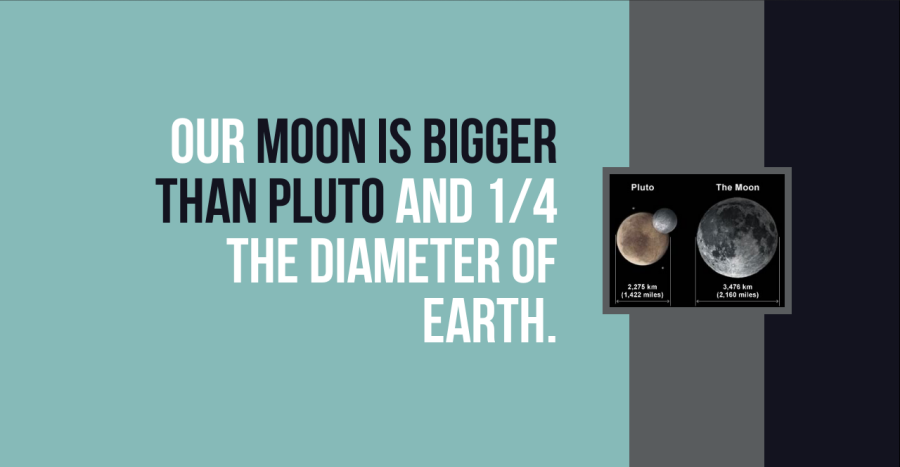 OUR MOON IS BIGGER
THAN PLUTO AND 1/4
THE DIAMETER OF
EARTH.
Pluto
The Moon
2,275 km
(1,422 miles)
3,476 km
(2,160 miles)